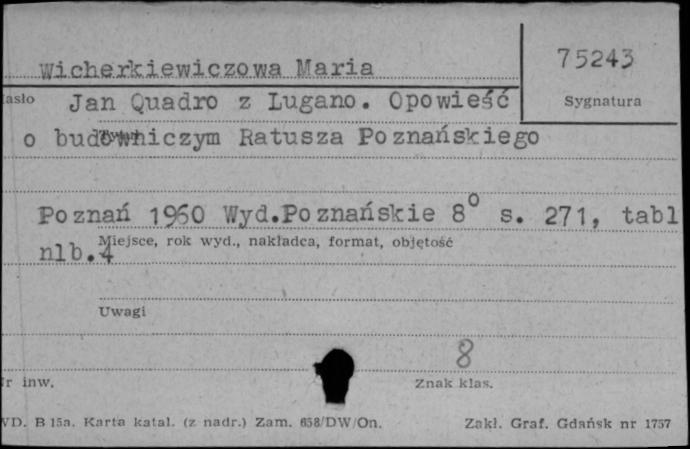 75243
Wicherkiewiczowa Maria
Sygnatura
asło Jan Quadro z Lugano. Opowieść
o budowniczym Ratusza Poznańskiego
Poznań 1960 Wyd.Poznańskie 8° s. 271, tabl
Miejsce, rok wyd., nakładca, format, objętość
nlb.4
Uwagi
8
r inw.
Znak klas.
VD. B 15a. Karta katal. (z nadr.) Zam. 658/DW/On.
Zakł. Graf. Gdańsk nr 1757